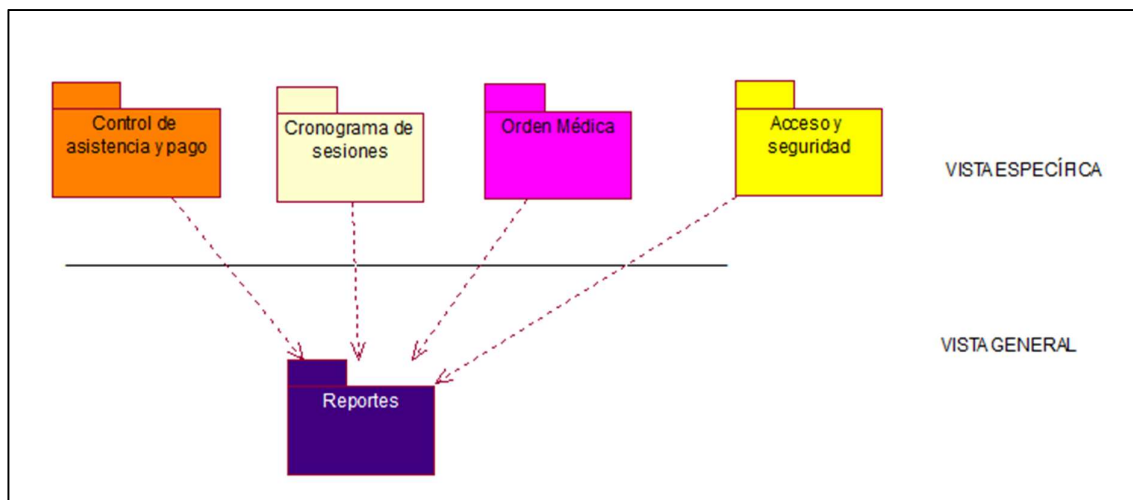 Control de
asistencia y pago
Cronograma de
sesiones
Orden Médica
Acceso y
seguridad
VISTA ESPECÍFICA
VISTA GENERAL
Reportes